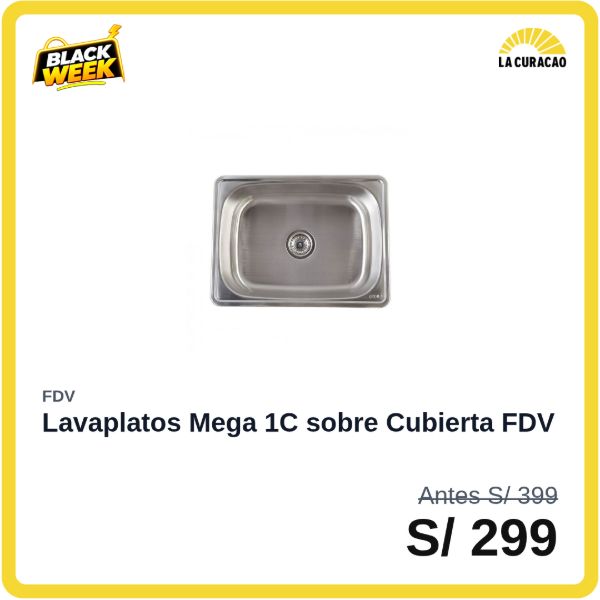 BLACK
WEEK
LA CURACAO
FDV
Lavaplatos Mega 1C sobre Cubierta FDV
Antes S/ 399
S/ 299